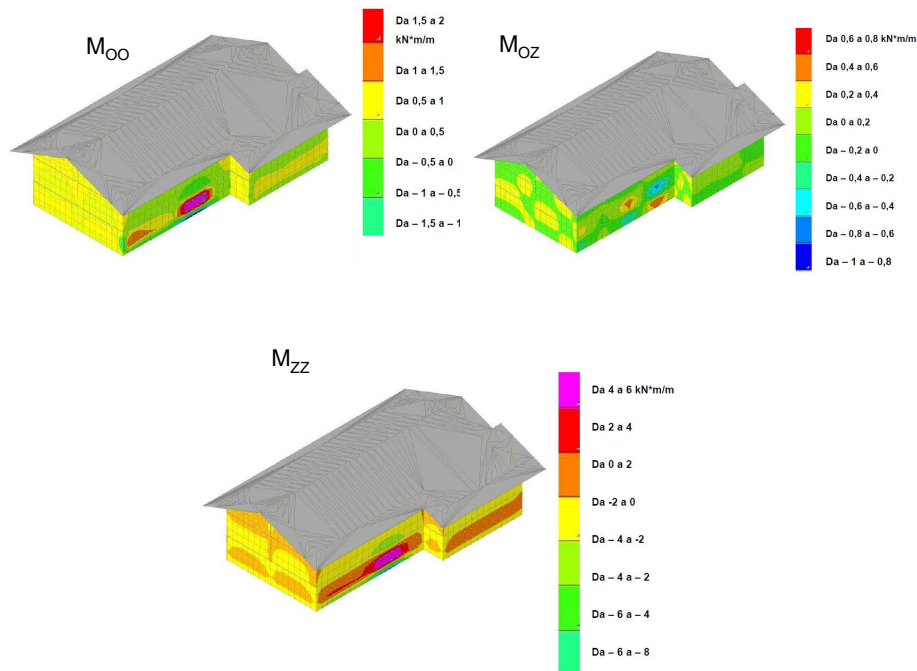 M_OO
Da 1,5 a 2
kN*m/m
Da 1 a 1,5
Da 0,5 a 1
Da 0 a 0,5
Da – 0,5 a 0
Da – 1 a – 0,5
Da – 1,5 a – 1
M_OZ
Da 0,6 a 0,8 kN*m/m
Da 0,4 a 0,6
Da 0,2 a 0,4
Da 0 a 0,2
Da – 0,2 a 0
Da – 0,4 a – 0,2
Da – 0,6 a – 0,4
Da – 0,8 a – 0,6
Da – 1 a – 0,8
M_ZZ
Da 4 a 6 kN*m/m
Da 2 a 4
Da 0 a 2
Da -2 a 0
Da – 4 a -2
Da – 4 a – 2
Da – 6 a – 4
Da – 6 a – 8